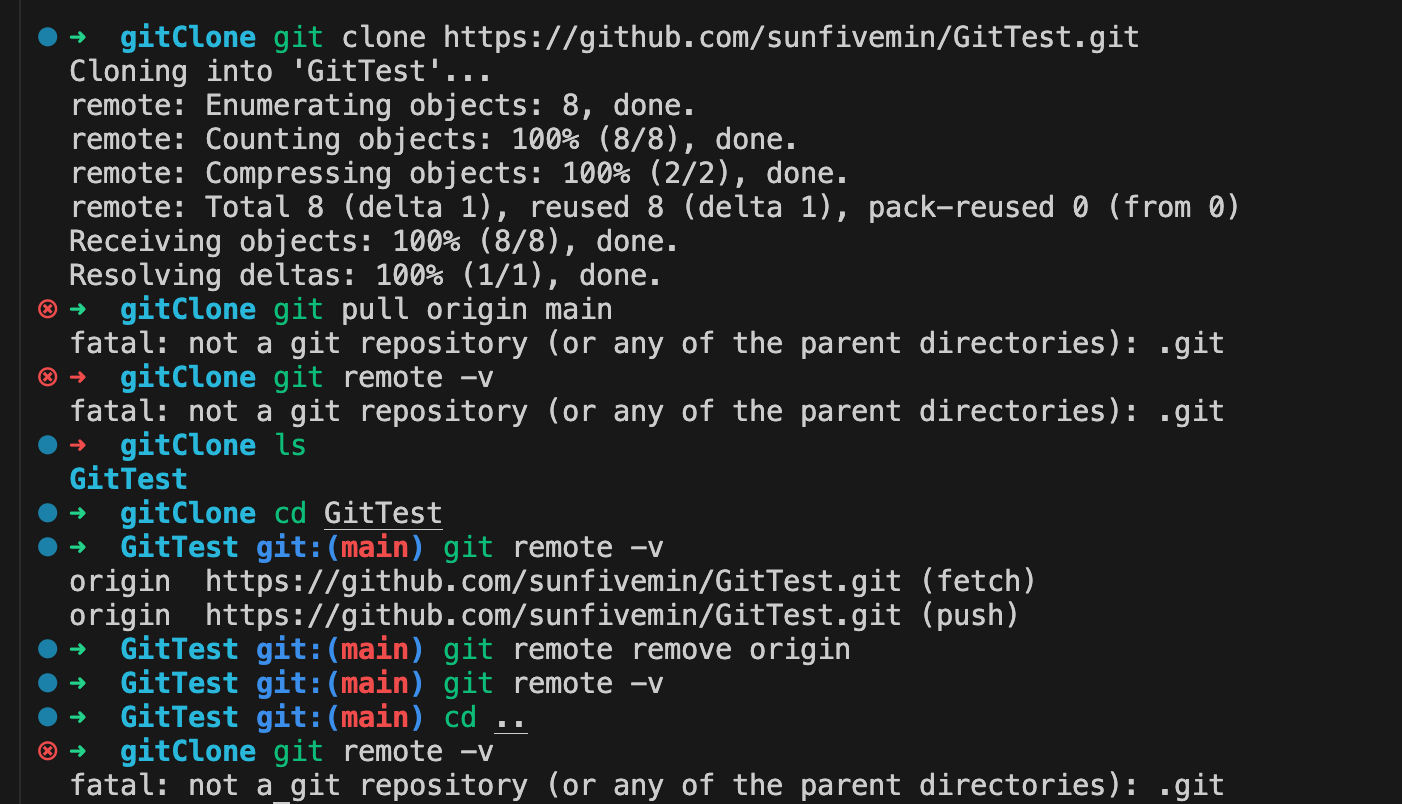 ➜  gitClone git clone https://github.com/sunfivemin/GitTest.git
Cloning into 'GitTest'...
remote: Enumerating objects: 8, done.
remote: Counting objects: 100% (8/8), done.
remote: Compressing objects: 100% (2/2), done.
remote: Total 8 (delta 1), reused 8 (delta 1), pack-reused 0 (from 0)
Receiving objects: 100% (8/8), done.
Resolving deltas: 100% (1/1), done.
➜  gitClone git pull origin main
fatal: not a git repository (or any of the parent directories): .git
➜  gitClone git remote -v
fatal: not a git repository (or any of the parent directories): .git
➜  gitClone ls
GitTest
➜  gitClone cd GitTest
➜  GitTest git:(main) git remote -v
origin  https://github.com/sunfivemin/GitTest.git (fetch)
origin  https://github.com/sunfivemin/GitTest.git (push)
➜  GitTest git:(main) git remote remove origin
➜  GitTest git:(main) git remote -v
➜  GitTest git:(main) cd ..
➜  gitClone git remote -v
fatal: not a git repository (or any of the parent directories): .git